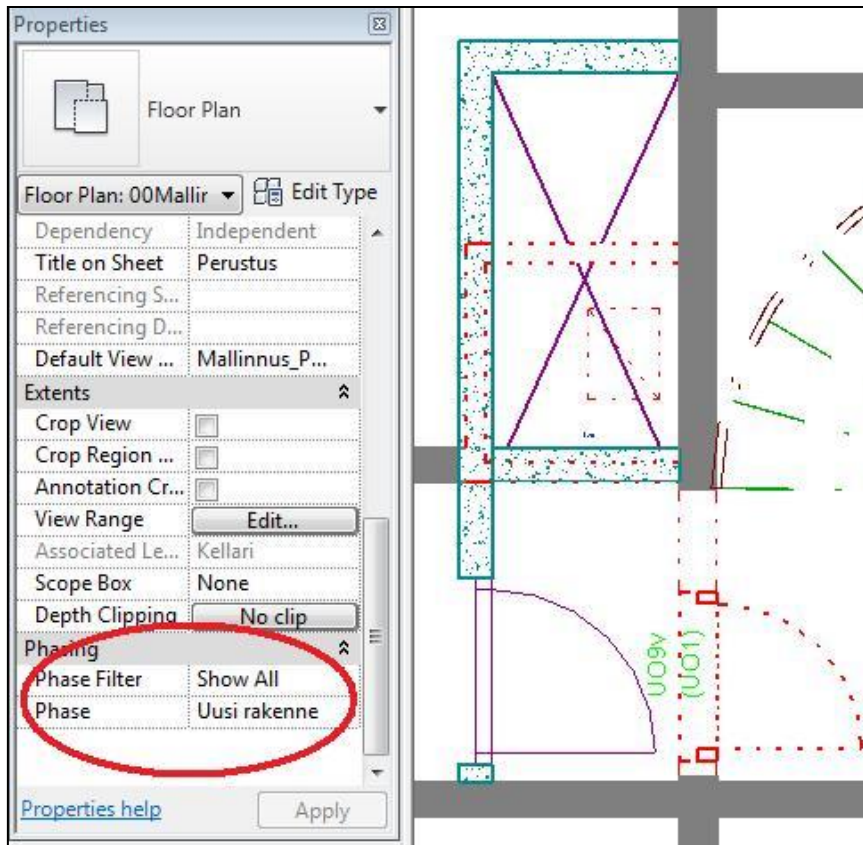 Properties
Floor Plan
Floor Plan: 00Mallir
Edit Type
Dependency Independent
Title on Sheet Perustus
Referencing S...
Referencing D...
Default View ... Mallinnus_P...
Extents
Crop View
Crop Region ...
Annotation Cr...
View Range Edit...
Associated Le... Kellari
Scope Box None
Depth Clipping No clip
Phasing
Phase Filter Show All
Phase Uusi rakenne
Properties help Apply
UO9v
(UO1)